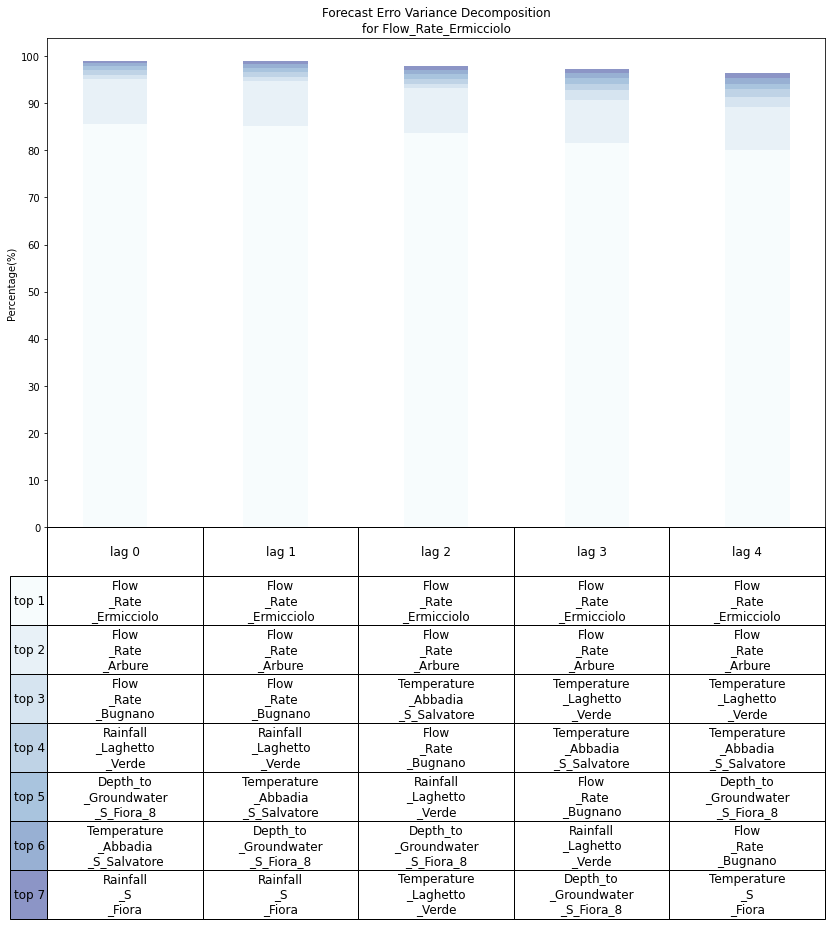 Forecast Erro Variance Decomposition
for Flow_Rate_Ermicciolo
100
90
80
70
60
50
40
30
20
10
0
Percentage(%)
lag 0 lag 1 lag 2 lag 3 lag 4
top 1
Flow
_Rate
_Ermicciolo
Flow
_Rate
_Ermicciolo
Flow
_Rate
_Ermicciolo
Flow
_Rate
_Ermicciolo
Flow
_Rate
_Ermicciolo
top 2
Flow
_Rate
_Arbure
Flow
_Rate
_Arbure
Flow
_Rate
_Arbure
Flow
_Rate
_Arbure
Flow
_Rate
_Arbure
top 3
Flow
_Rate
_Bugnano
Flow
_Rate
_Bugnano
Temperature
_Abbadia
_S_Salvatore
Temperature
_Laghetto
_Verde
Temperature
_Laghetto
_Verde
top 4
Rainfall
_Laghetto
_Verde
Rainfall
_Laghetto
_Verde
Flow
_Rate
_Bugnano
Temperature
_Abbadia
_S_Salvatore
Temperature
_Abbadia
_S_Salvatore
top 5
Depth_to
_Groundwater
_S_Fiora_8
Temperature
_Abbadia
_S_Salvatore
Rainfall
_Laghetto
_Verde
Flow
_Rate
_Bugnano
Depth_to
_Groundwater
_S_Fiora_8
top 6
Temperature
_Abbadia
_S_Salvatore
Depth_to
_Groundwater
_S_Fiora_8
Depth_to
_Groundwater
_S_Fiora_8
Rainfall
_Laghetto
_Verde
Flow
_Rate
_Bugnano
top 7
Rainfall
_S
_Fiora
Rainfall
_S
_Fiora
Temperature
_Laghetto
_Verde
Depth_to
_Groundwater
_S_Fiora_8
Temperature
_S
_Fiora